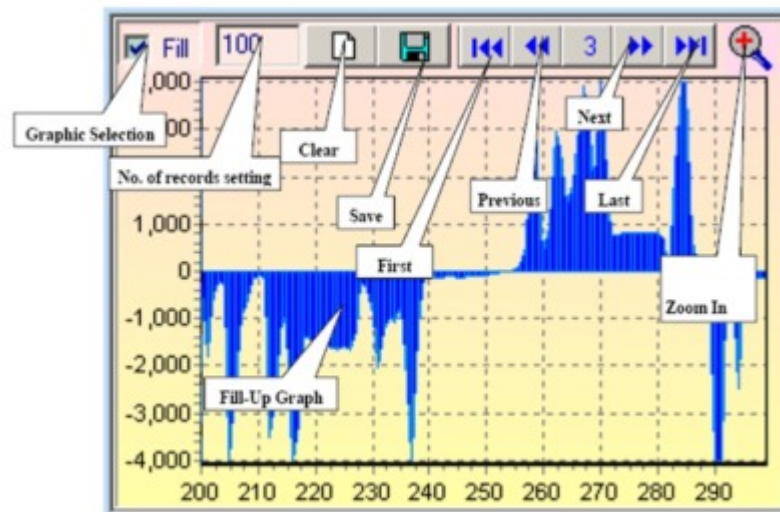 Fill
100
3
,000
Graphic Selection
Clear
Next
No. of records setting
Previous
Last
Save
1,000
First
0
Zoom In
-1,000
-2,000
Fill-Up Graph
-3,000
-4,000
200 210 220 230 240 250 260 270 280 290